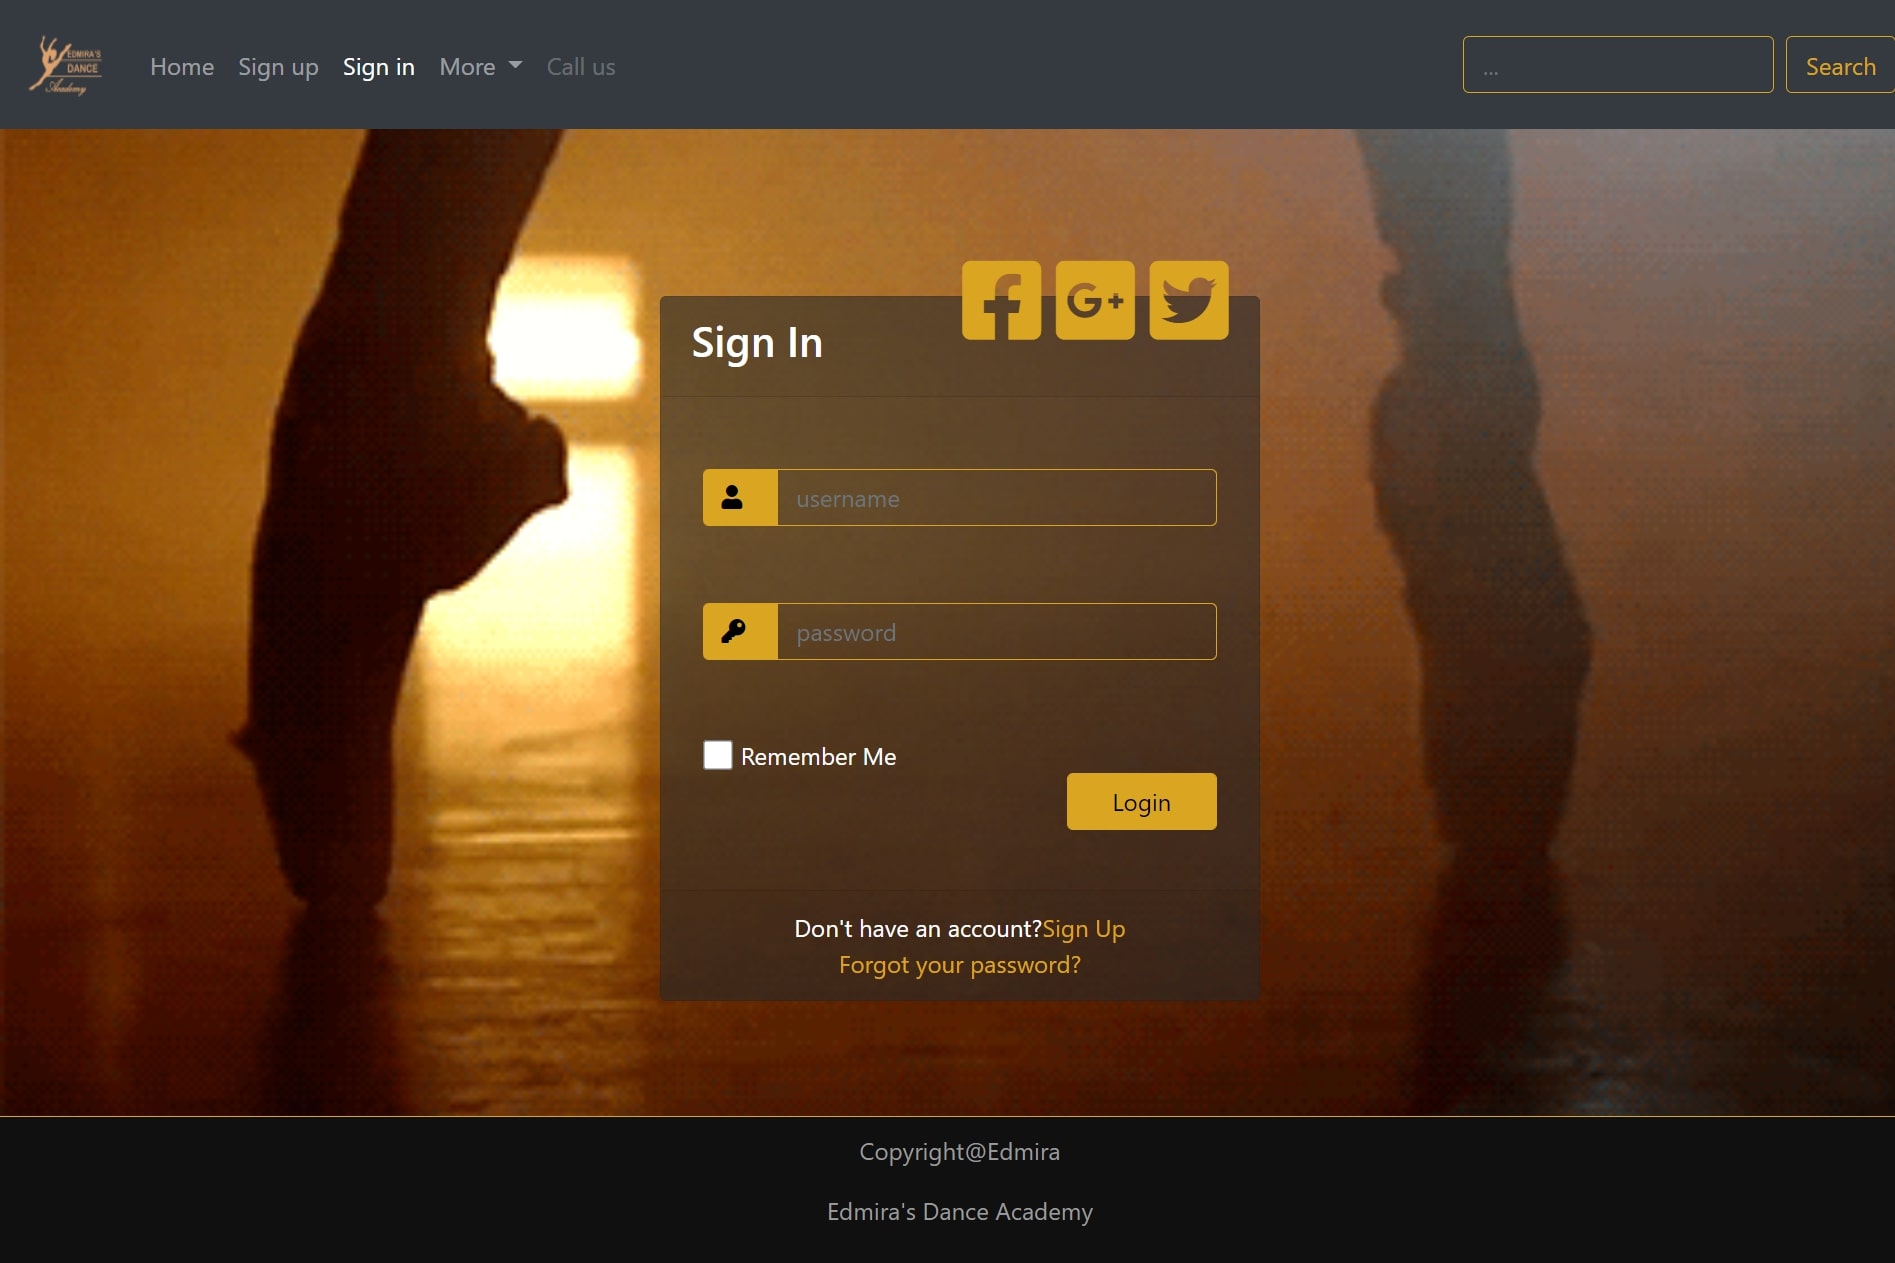 EDMIRA'S
DANCE
Academy
Home Sign up Sign in More Call us
... Search
Sign In
username
password
Remember Me
Login
Don't have an account?Sign Up
Forgot your password?
Copyright@Edmira
Edmira's Dance Academy